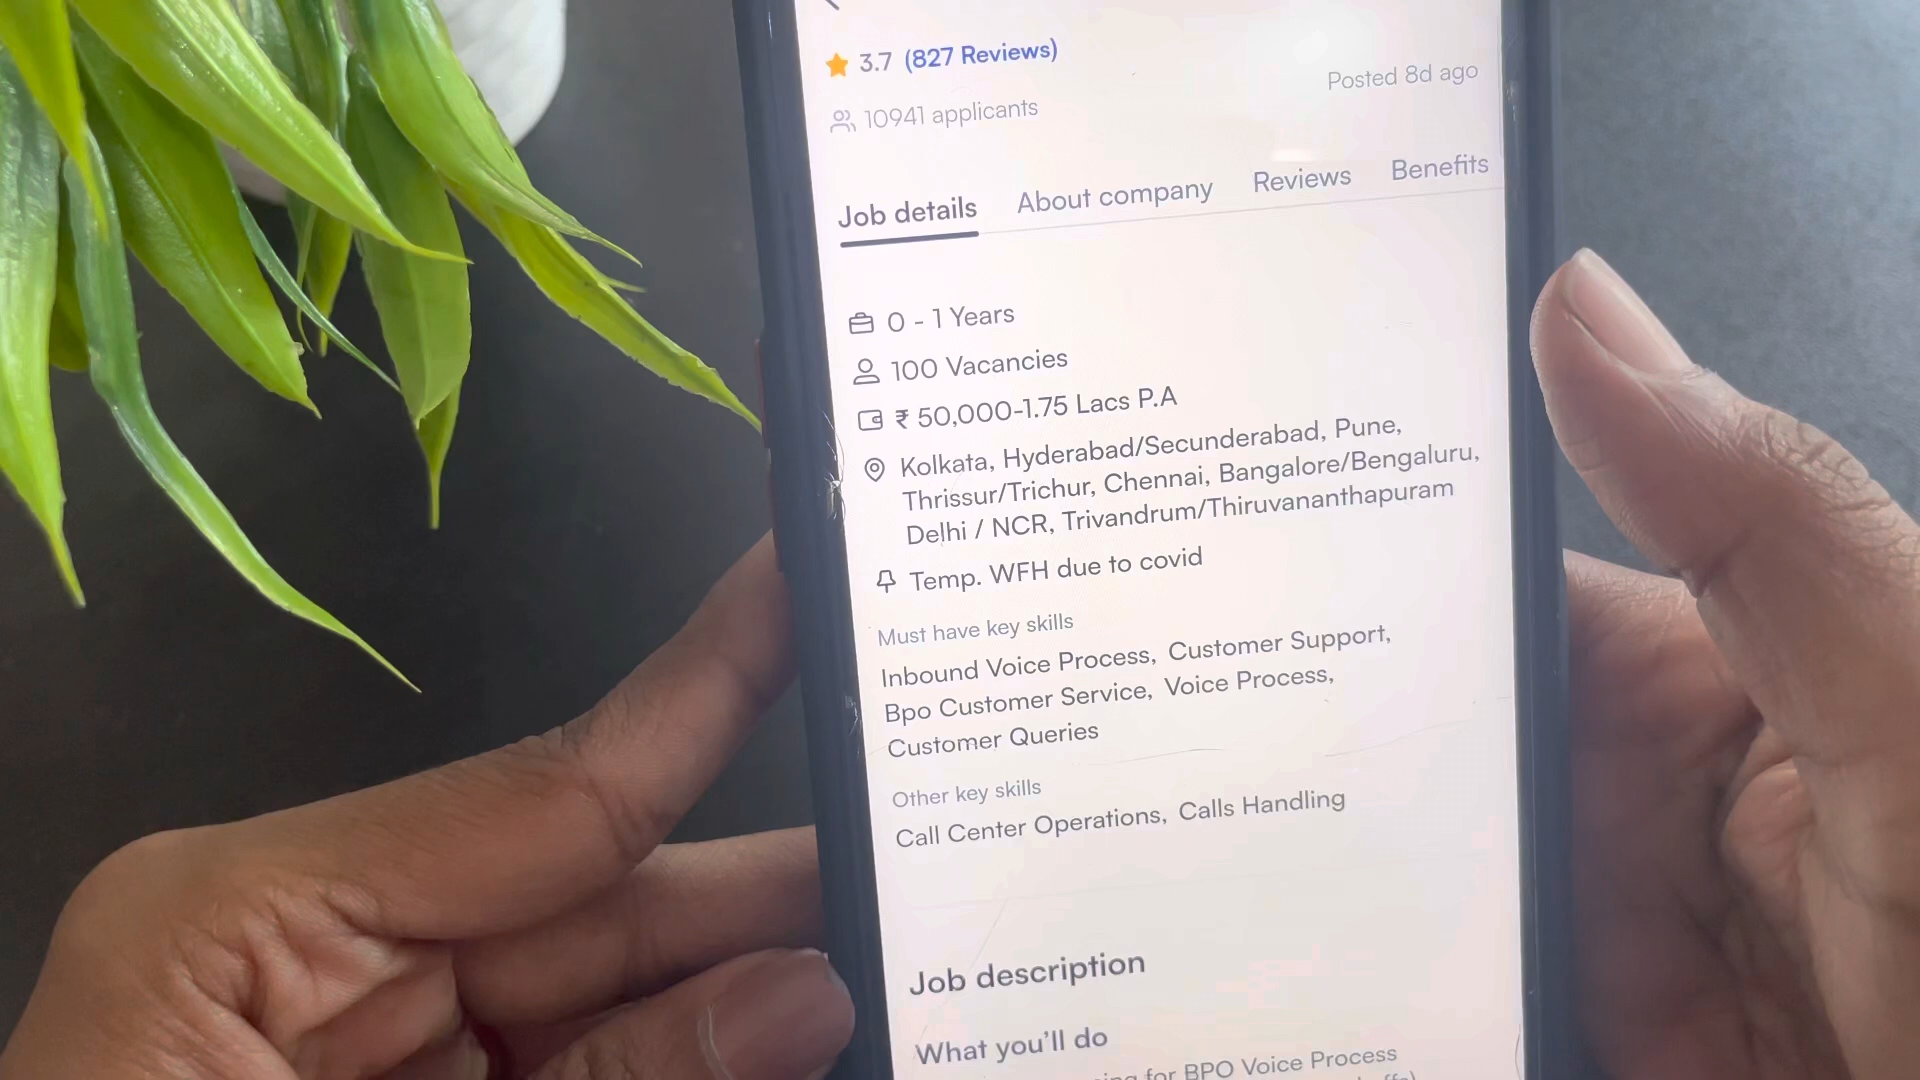 3.7 (827 Reviews)
Posted 8d ago
10941 applicants
Job details About company Reviews Benefits
0 - 1 Years
100 Vacancies
₹ 50,000-1.75 Lacs P.A
Kolkata, Hyderabad/Secunderabad, Pune,
Thrissur/Trichur, Chennai, Bangalore/Bengaluru,
Delhi / NCR, Trivandrum/Thiruvananthapuram
Temp. WFH due to covid
Must have key skills
Inbound Voice Process, Customer Support,
Bpo Customer Service, Voice Process,
Customer Queries
Other key skills
Call Center Operations, Calls Handling
Job description
What you'll do
for BPO Voice Process